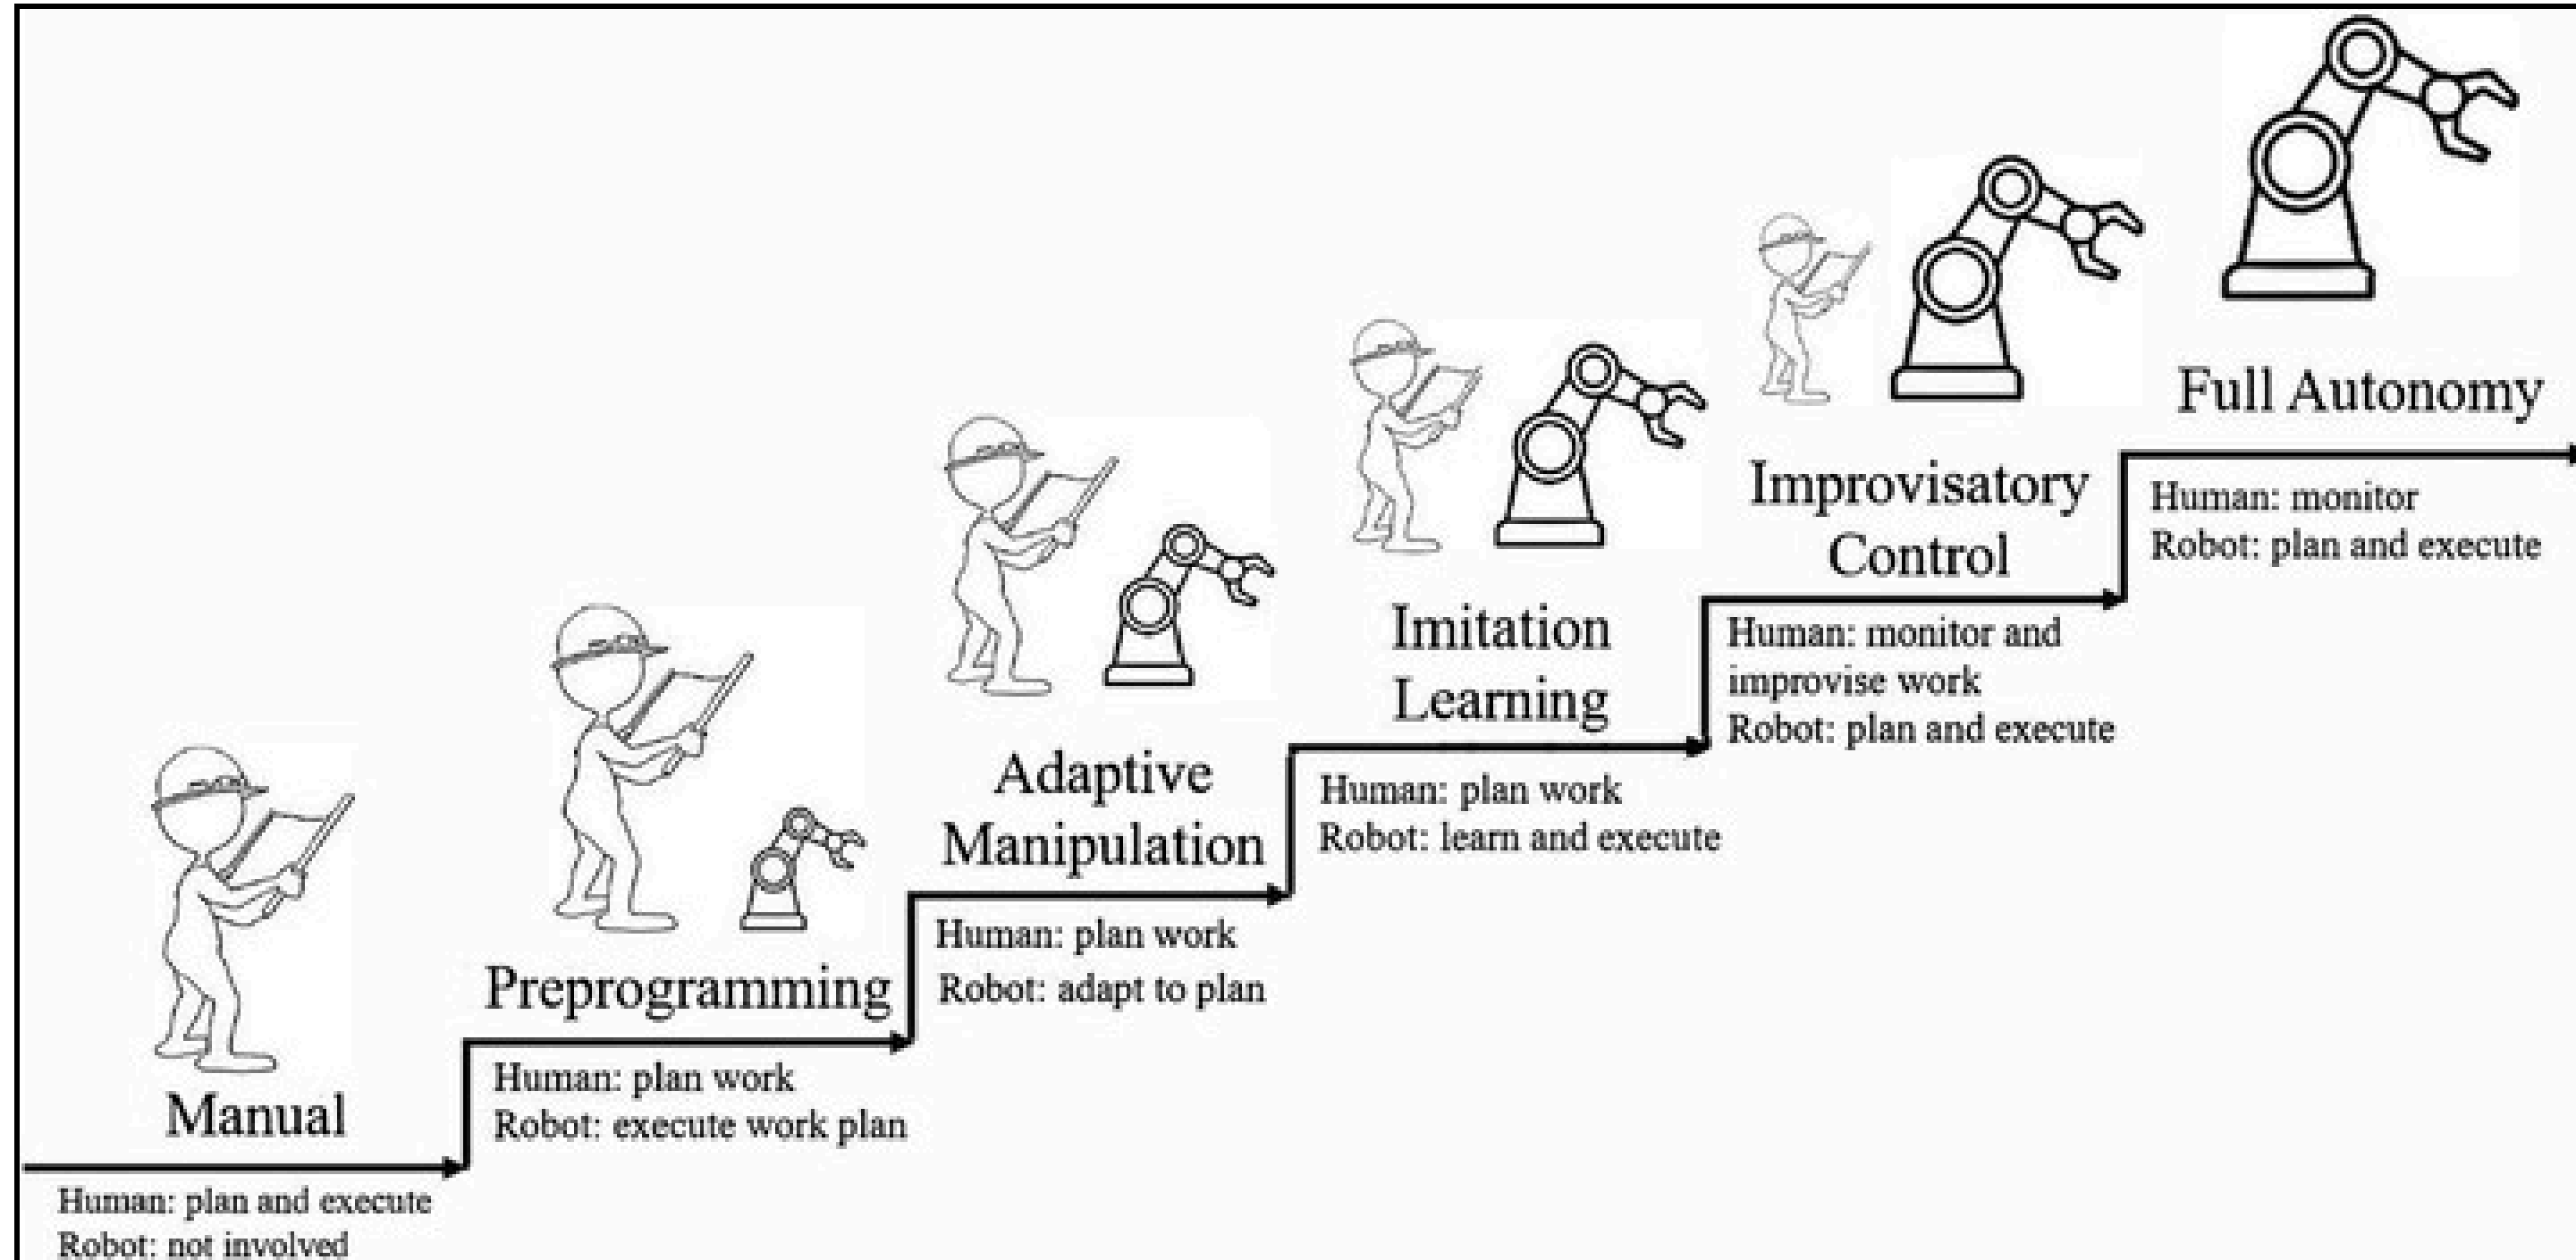 Manual
Human: plan and execute
Robot: not involved
Preprogramming
Human: plan work
Robot: execute work plan
Adaptive
Manipulation
Human: plan work
Robot: adapt to plan
Imitation
Learning
Human: plan work
Robot: learn and execute
Improvisatory
Control
Human: monitor and
improvise work
Robot: plan and execute
Full Autonomy
Human: monitor
Robot: plan and execute